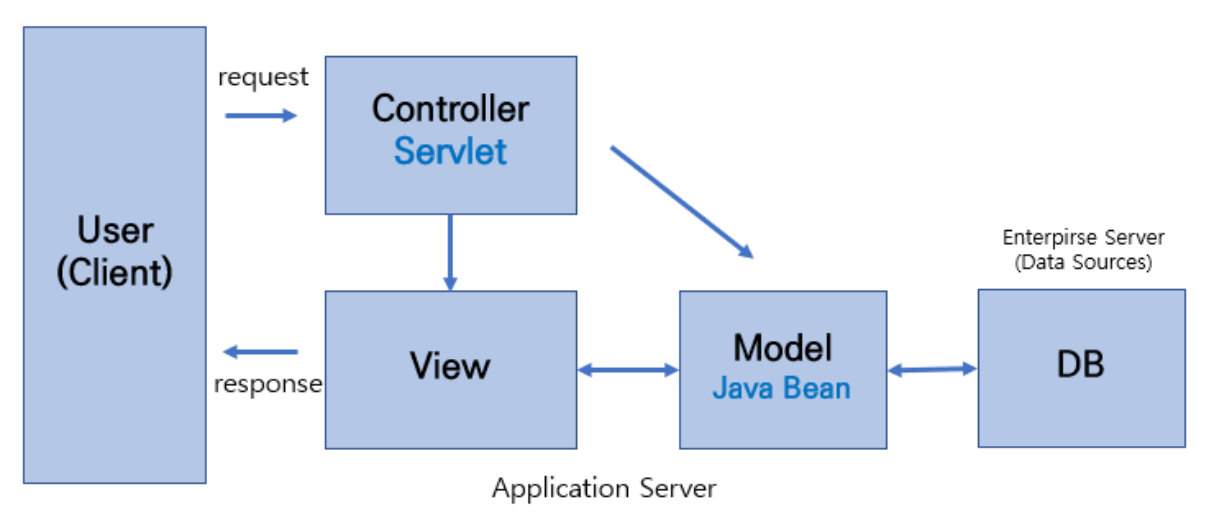 request
Controller
Servlet
User
(Client)
Enterpirse Server
(Data Sources)
View
Model
Java Bean
DB
response
Application Server